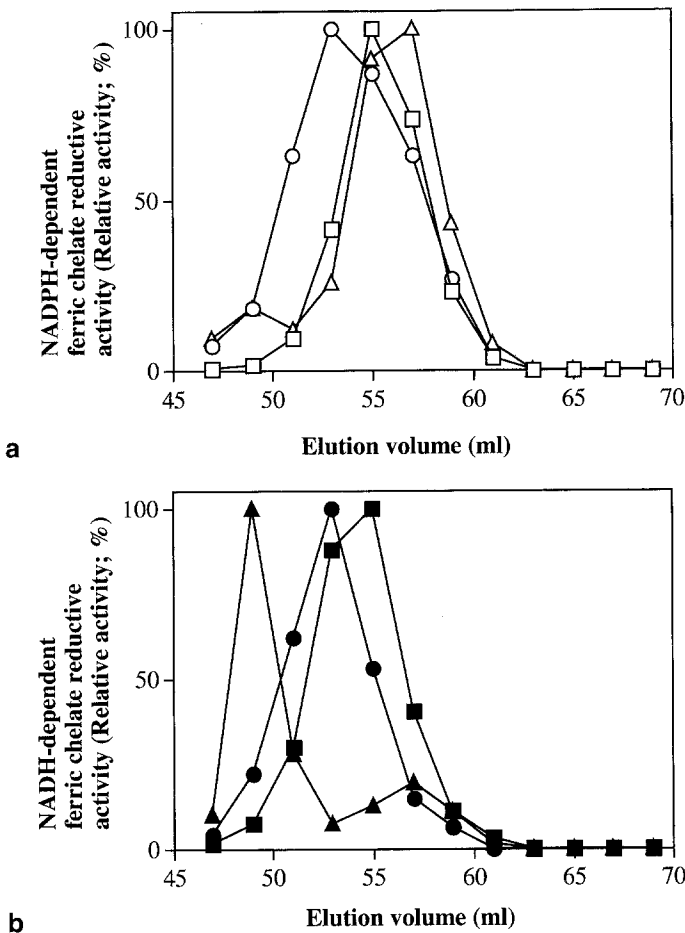 NADPH-dependent
ferric chelate reductive
activity (Relative activity; %)
100
50
0
45 50 55 60 65 70
Elution volume (ml)
a
NADH-dependent
ferric chelate reductive
activity (Relative activity; %)
100
50
0
45 50 55 60 65 70
Elution volume (ml)
b